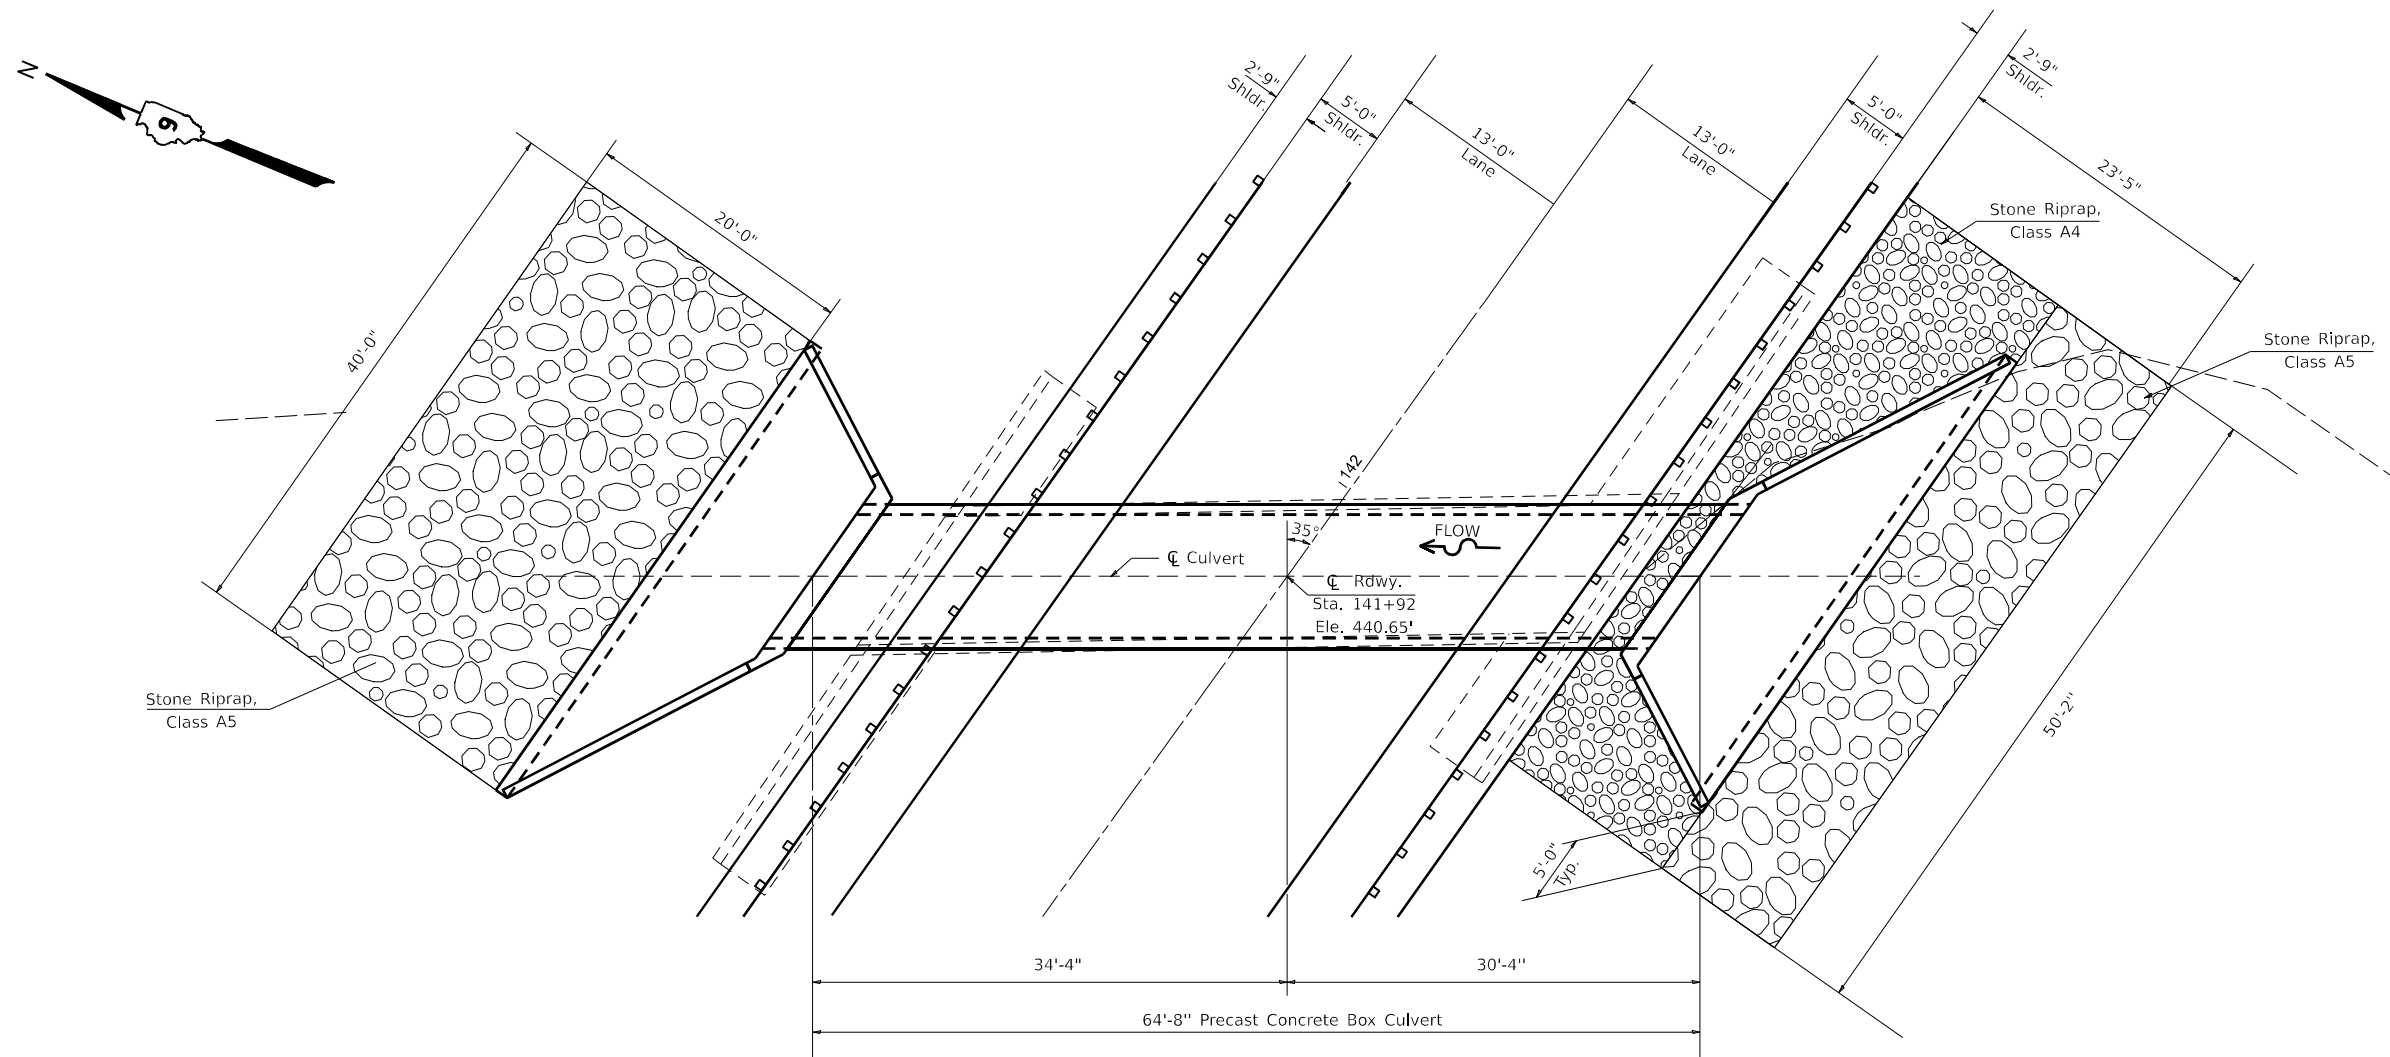 N
6
2'-9"
Shldr.
5'-0"
Shldr.
13'-0"
Lane
13'-0"
Lane
5'-0"
Shldr.
2'-9"
Shldr.
23'-5"
Stone Riprap,
Class A4
Stone Riprap,
Class A5
20'-0"
40'-0"
142
35°
FLOW
℄ Culvert
℄ Rdwy.
Sta. 141+92
Ele. 440.65'
Stone Riprap,
Class A5
50'-2"
5'-0"
Typ.
34'-4"
30'-4"
64'-8" Precast Concrete Box Culvert